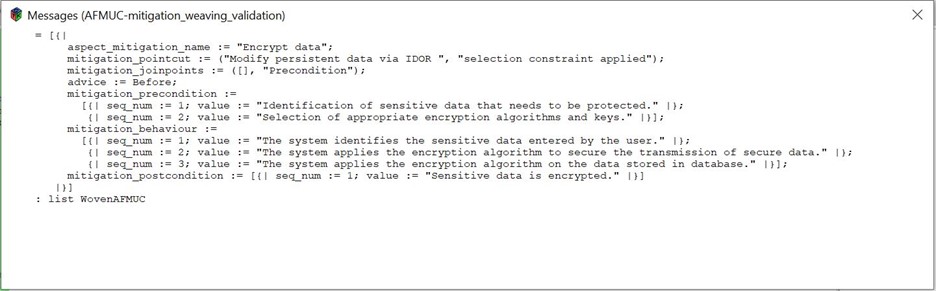 Messages (AFMUC-mitigation_weaving_validation)
= [{|
aspect_mitigation_name := "Encrypt data";
mitigation_pointcut := ("Modify persistent data via IDOR ", "selection constraint applied");
mitigation_joinpoints := ([], "Precondition");
advice := Before;
mitigation_precondition :=
[{| seq_num := 1; value := "Identification of sensitive data that needs to be protected." |};
{| seq_num := 2; value := "Selection of appropriate encryption algorithms and keys." |}];
mitigation_behaviour :=
[{| seq_num := 1; value := "The system identifies the sensitive data entered by the user." |};
{| seq_num := 2; value := "The system applies the encryption algorithm to secure the transmission of secure data." |};
{| seq_num := 3; value := "The system applies the encryption algorithm on the data stored in database." |}];
mitigation_postcondition := [{| seq_num := 1; value := "Sensitive data is encrypted." |}]
|}]
: list WovenAFMUC